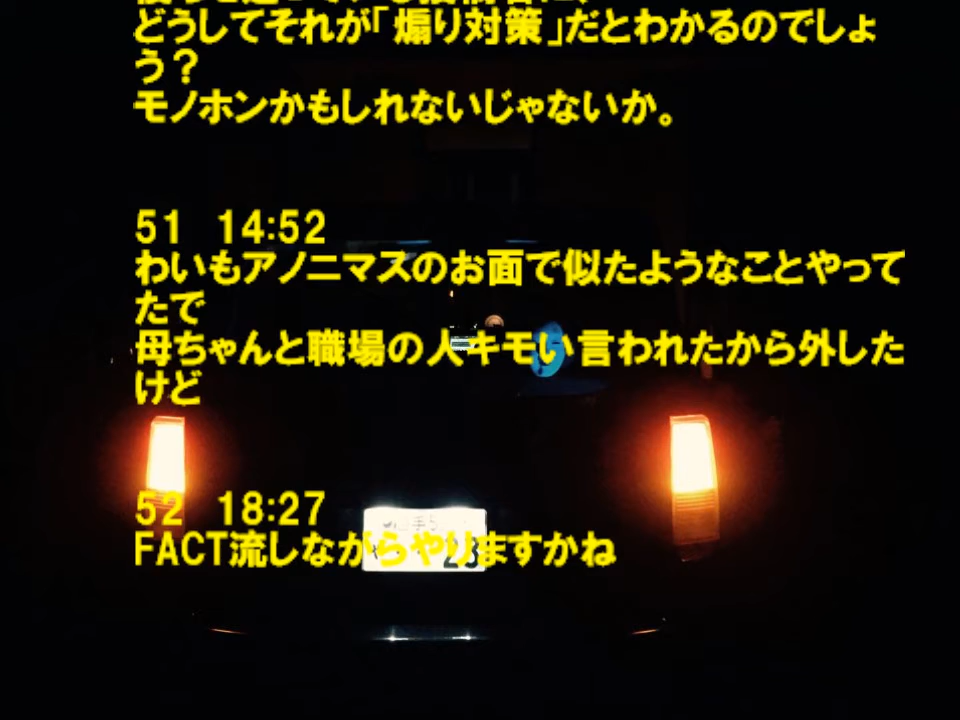 どうしてそれが「煽り対策」だとわかるのでしょ
う？
モノホンかもしれないじゃないか。
51 14:52
わいもアノニマスのお面で似たようなことやって
たで
母ちゃんと職場の人キモい言われたから外した
けど
52 18:27
FACT流しながらやりますかね